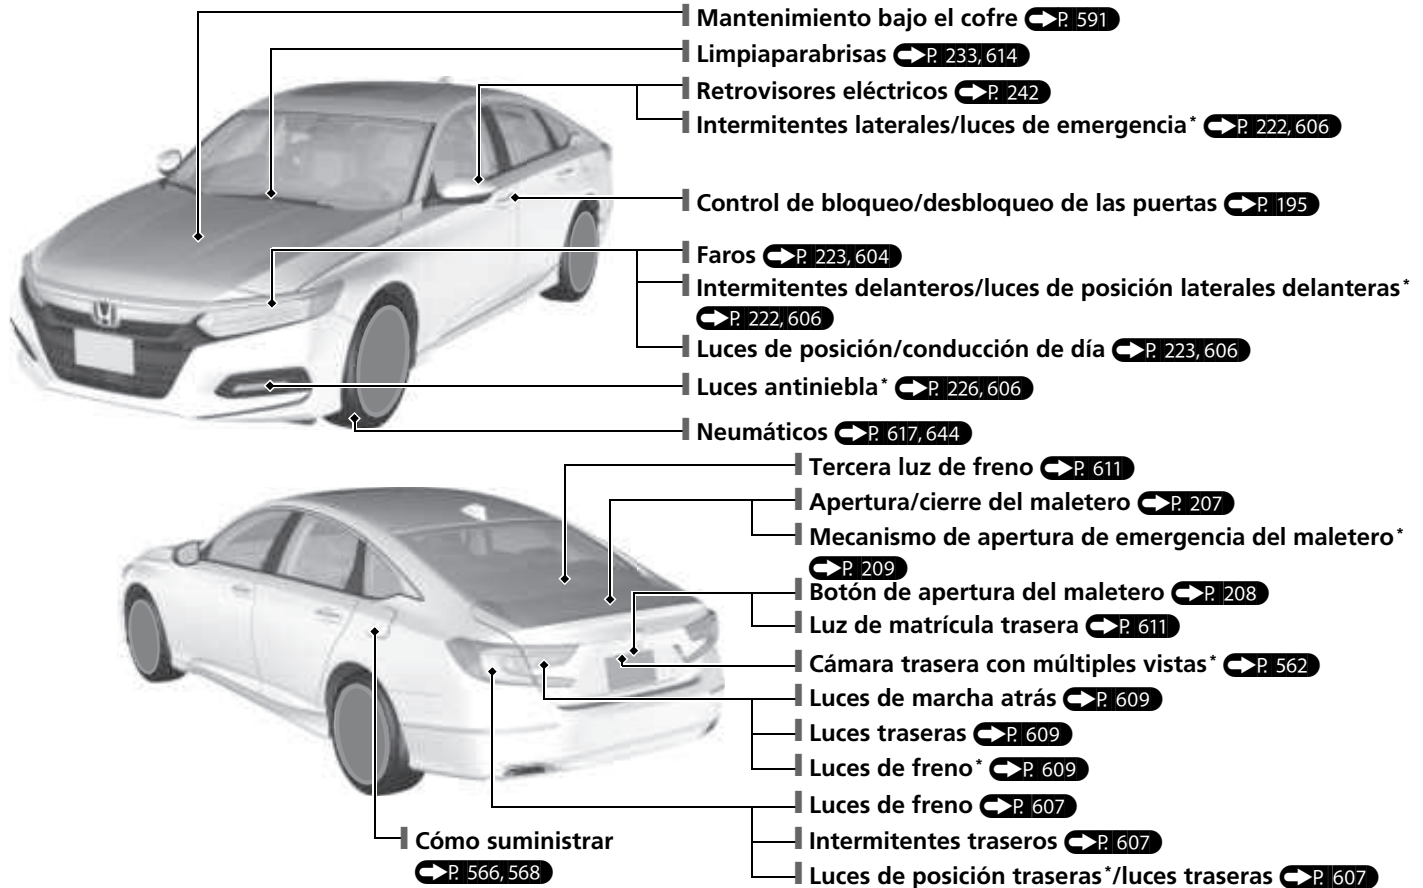 Mantenimiento bajo el cofre P. 591
Limpiaparabrisas P. 233, 614
Retrovisores eléctricos P. 242
Intermitentes laterales/luces de emergencia* P. 222, 606
Control de bloqueo/desbloqueo de las puertas P. 195
Faros P. 223, 604
Intermitentes delanteros/luces de posición laterales delanteras*
P. 222, 606
Luces de posición/conducción de día P. 223, 606
Luces antiniebla* P. 226, 606
Neumáticos P. 617, 644
Tercera luz de freno P. 611
Apertura/cierre del maletero P. 207
Mecanismo de apertura de emergencia del maletero*
P. 209
Botón de apertura del maletero P. 208
Luz de matrícula trasera P. 611
Cámara trasera con múltiples vistas* P. 562
Luces de marcha atrás P. 609
Luces traseras P. 609
Luces de freno* P. 609
Luces de freno P. 607
Intermitentes traseros P. 607
Luces de posición traseras*/luces traseras P. 607
Cómo suministrar
P. 566, 568